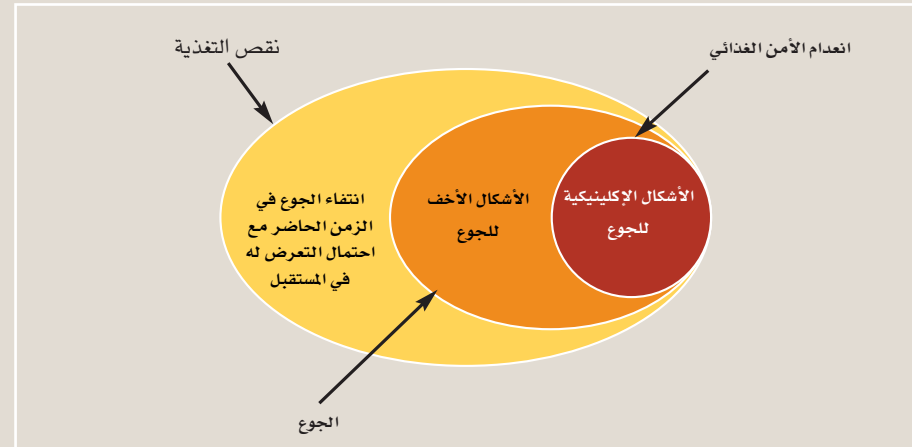 انعدام الأمن الغذائي
نقص التغذية
الأشكال الإكلينيكية
للجوع
الأشكال الأخف
للجوع
انتفاء الجوع في
الزمن الحاضر مع
احتمال التعرض له
في المستقبل
الجوع